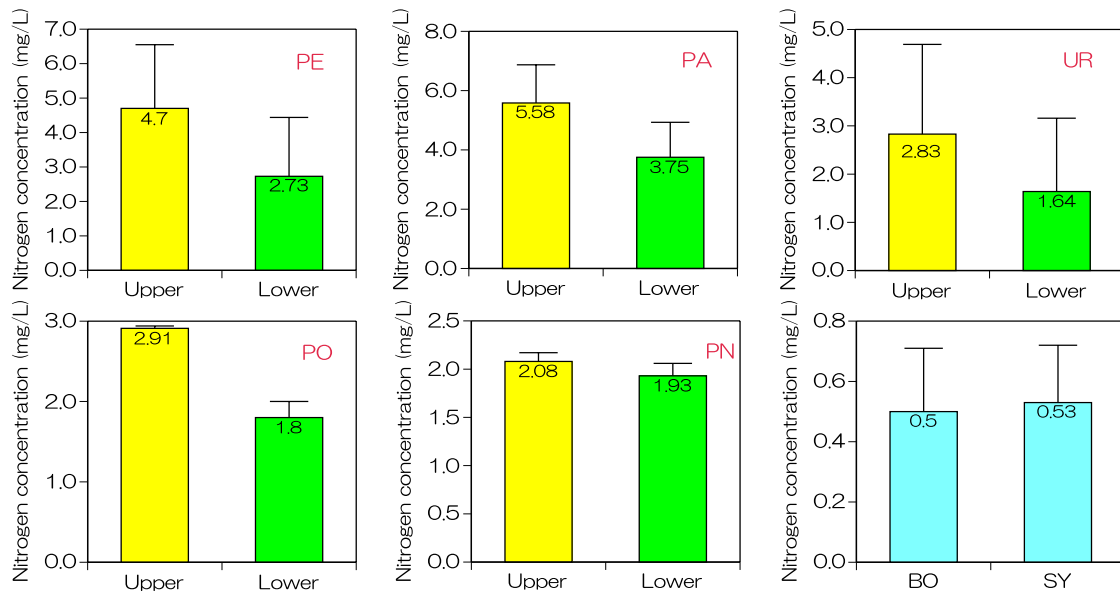 Nitrogen concentration (mg/L)
7.0
6.0
5.0
4.0
3.0
2.0
1.0
0.0
PE
4.7
2.73
Upper
Lower
Nitrogen concentration (mg/L)
8.0
6.0
4.0
2.0
0.0
PA
5.58
3.75
Upper
Lower
Nitrogen concentration (mg/L)
5.0
4.0
3.0
2.0
1.0
0.0
UR
2.83
1.64
Upper
Lower
Nitrogen concentration (mg/L)
3.0
2.0
1.0
0.0
PO
2.91
1.8
Upper
Lower
Nitrogen concentration (mg/L)
2.5
2.0
1.5
1.0
0.5
0.0
PN
2.08
1.93
Upper
Lower
Nitrogen concentration (mg/L)
0.8
0.6
0.4
0.2
0.0
0.5
0.53
BO
SY